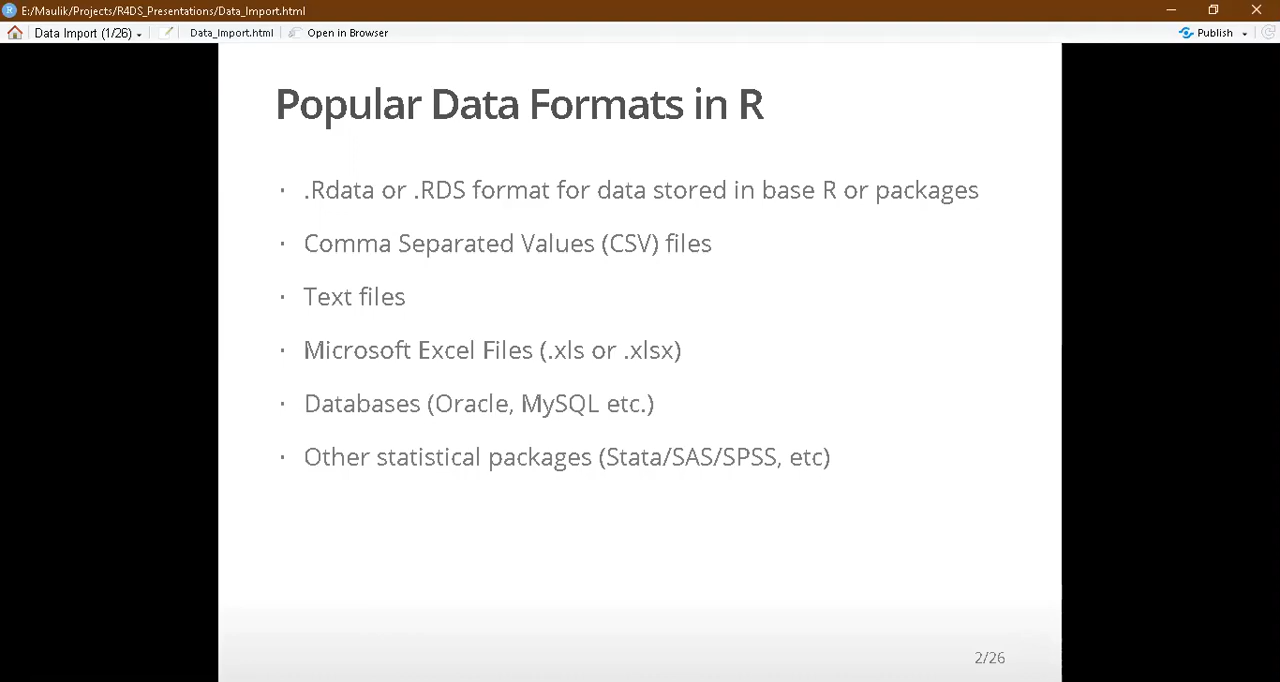 E:/Maulik/Projects/R4DS_Presentations/Data_Import.html
Data Import (1/26) Data_Import.html Open in Browser Publish
Popular Data Formats in R
· .Rdata or .RDS format for data stored in base R or packages
· Comma Separated Values (CSV) files
· Text files
· Microsoft Excel Files (.xls or .xlsx)
· Databases (Oracle, MySQL etc.)
· Other statistical packages (Stata/SAS/SPSS, etc)
2/26